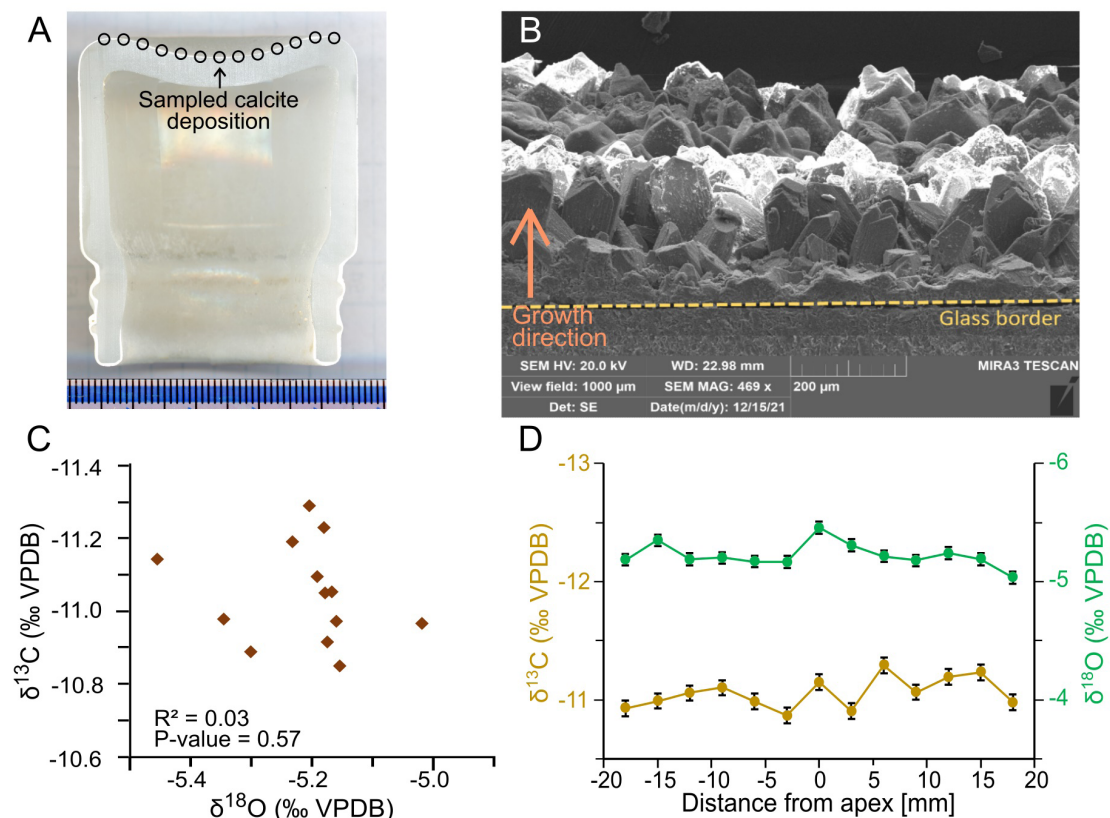 A
Sampled calcite
deposition
B
Growth
direction
Glass border
SEM HV: 20.0 kV
WD: 22.98 mm
MIRA3 TESCAN
View field: 1000 µm
SEM MAG: 469 x
200 µm
Det: SE
Date(m/d/y): 12/15/21
C
-11.4
-11.2
-11.0
-10.8
-10.6
δ13C (‰ VPDB)
R² = 0.03
P-value = 0.57
-5.4
-5.2
-5.0
δ18O (‰ VPDB)
D
-13
-12
-11
δ13C (‰ VPDB)
-6
-5
-4
δ18O (‰ VPDB)
-20
-15
-10
-5
0
5
10
15
20
Distance from apex [mm]